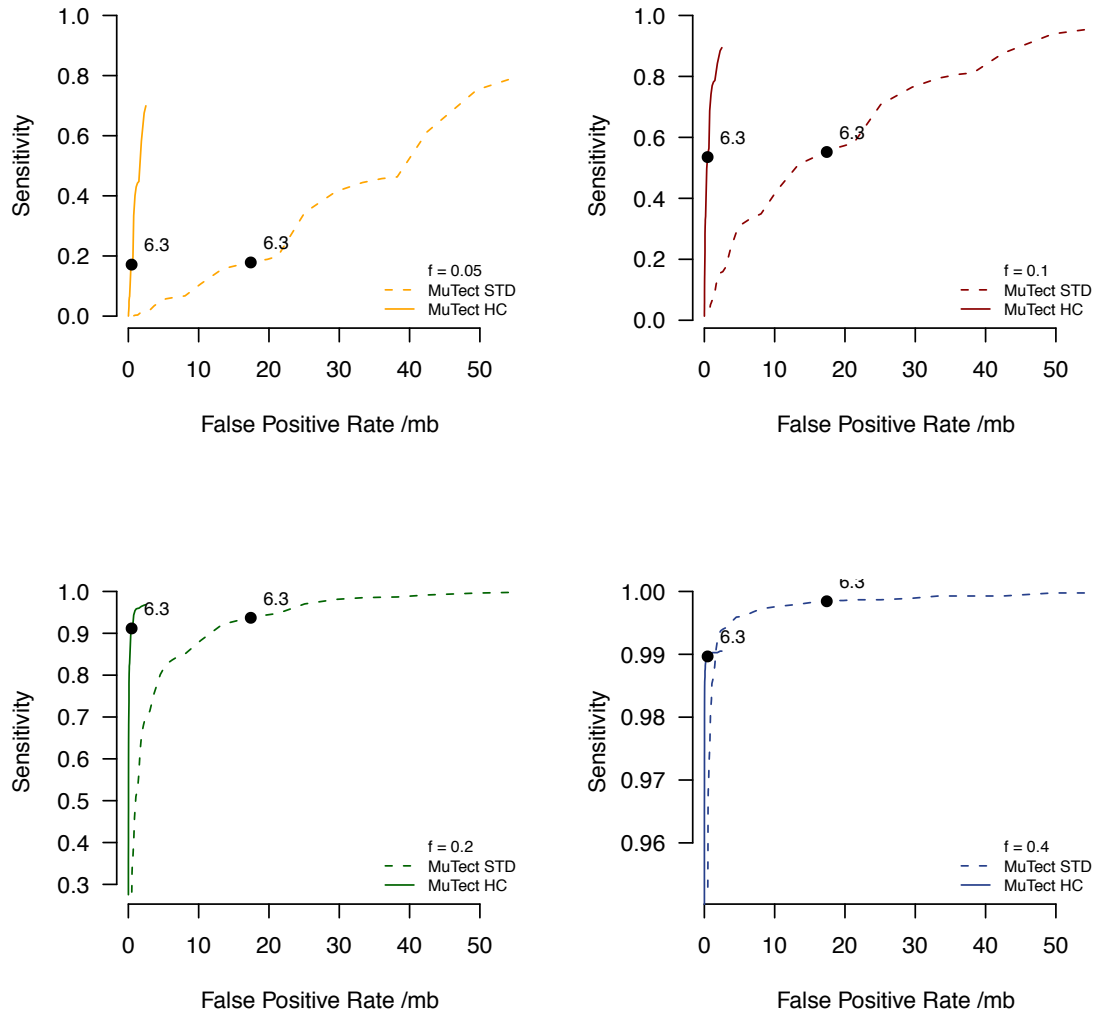 1.0
0.8
0.6
0.4
0.2
0.0
Sensitivity
6.3
6.3
f = 0.05
MuTect STD
MuTect HC
0 10 20 30 40 50
False Positive Rate /mb
1.0
0.8
0.6
0.4
0.2
0.0
Sensitivity
6.3
6.3
f = 0.1
MuTect STD
MuTect HC
0 10 20 30 40 50
False Positive Rate /mb
1.0
0.9
0.8
0.7
0.6
0.5
0.4
0.3
Sensitivity
6.3
6.3
f = 0.2
MuTect STD
MuTect HC
0 10 20 30 40 50
False Positive Rate /mb
1.00
0.99
0.98
0.97
0.96
Sensitivity
6.3
6.3
f = 0.4
MuTect STD
MuTect HC
0 10 20 30 40 50
False Positive Rate /mb